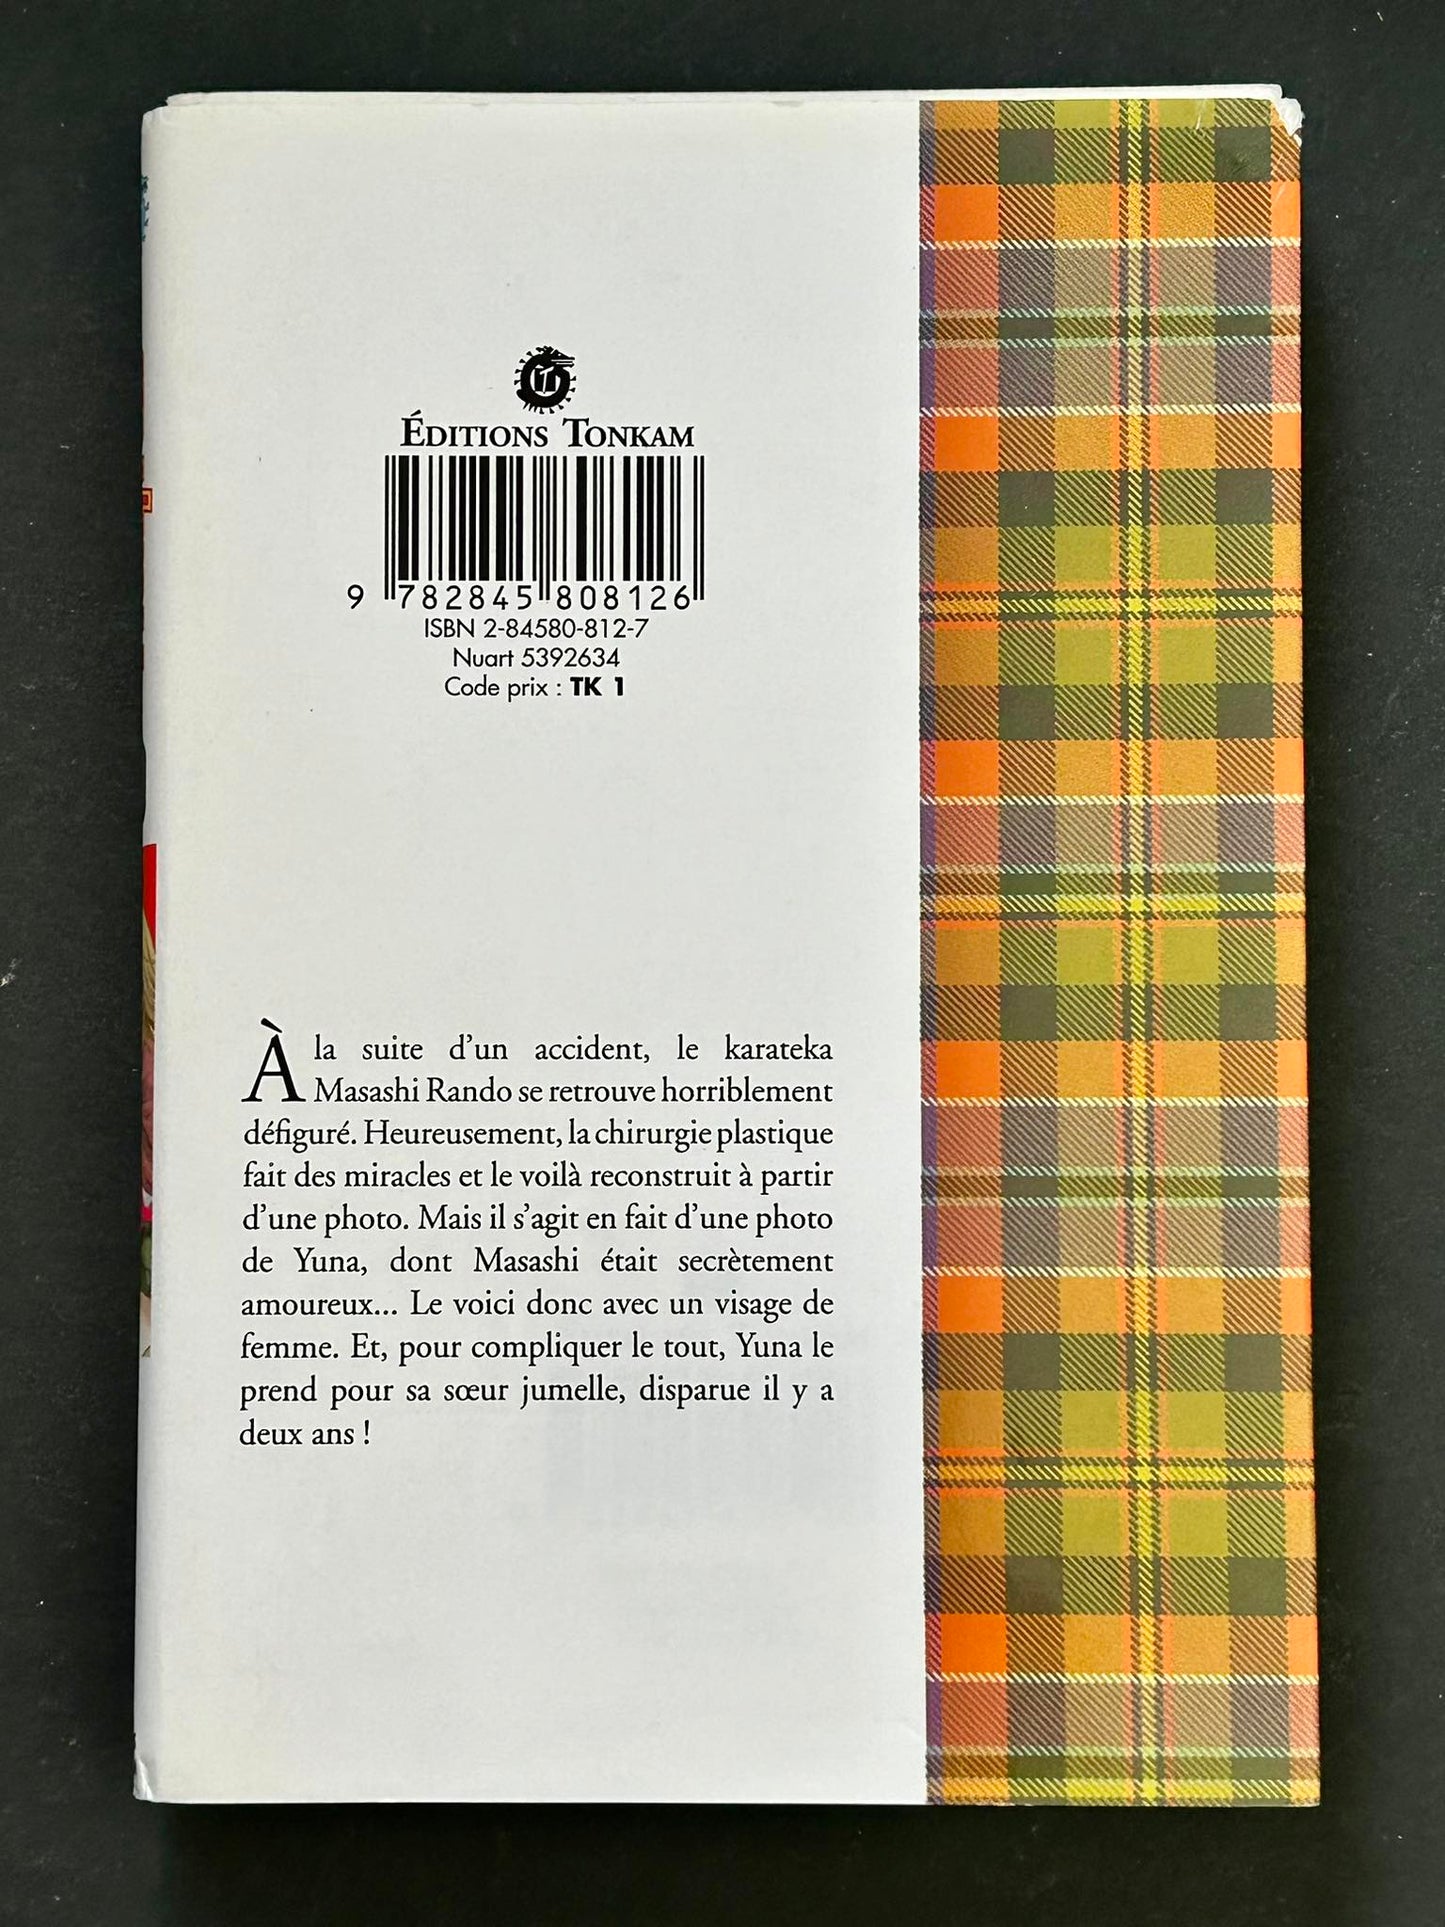 ÉDITIONS TONKAM
9 782845 808126
ISBN 2-84580-812-7
Nuart 5392634
Code prix : TK 1
À la suite d'un accident, le karateka
Masashi Rando se retrouve horriblement
défiguré. Heureusement, la chirurgie plastique
fait des miracles et le voilà reconstruit à partir
d'une photo. Mais il s'agit en fait d'une photo
de Yuna, dont Masashi était secrètement
amoureux... Le voici donc avec un visage de
femme. Et, pour compliquer le tout, Yuna le
prend pour sa sœur jumelle, disparue il y a
deux ans !